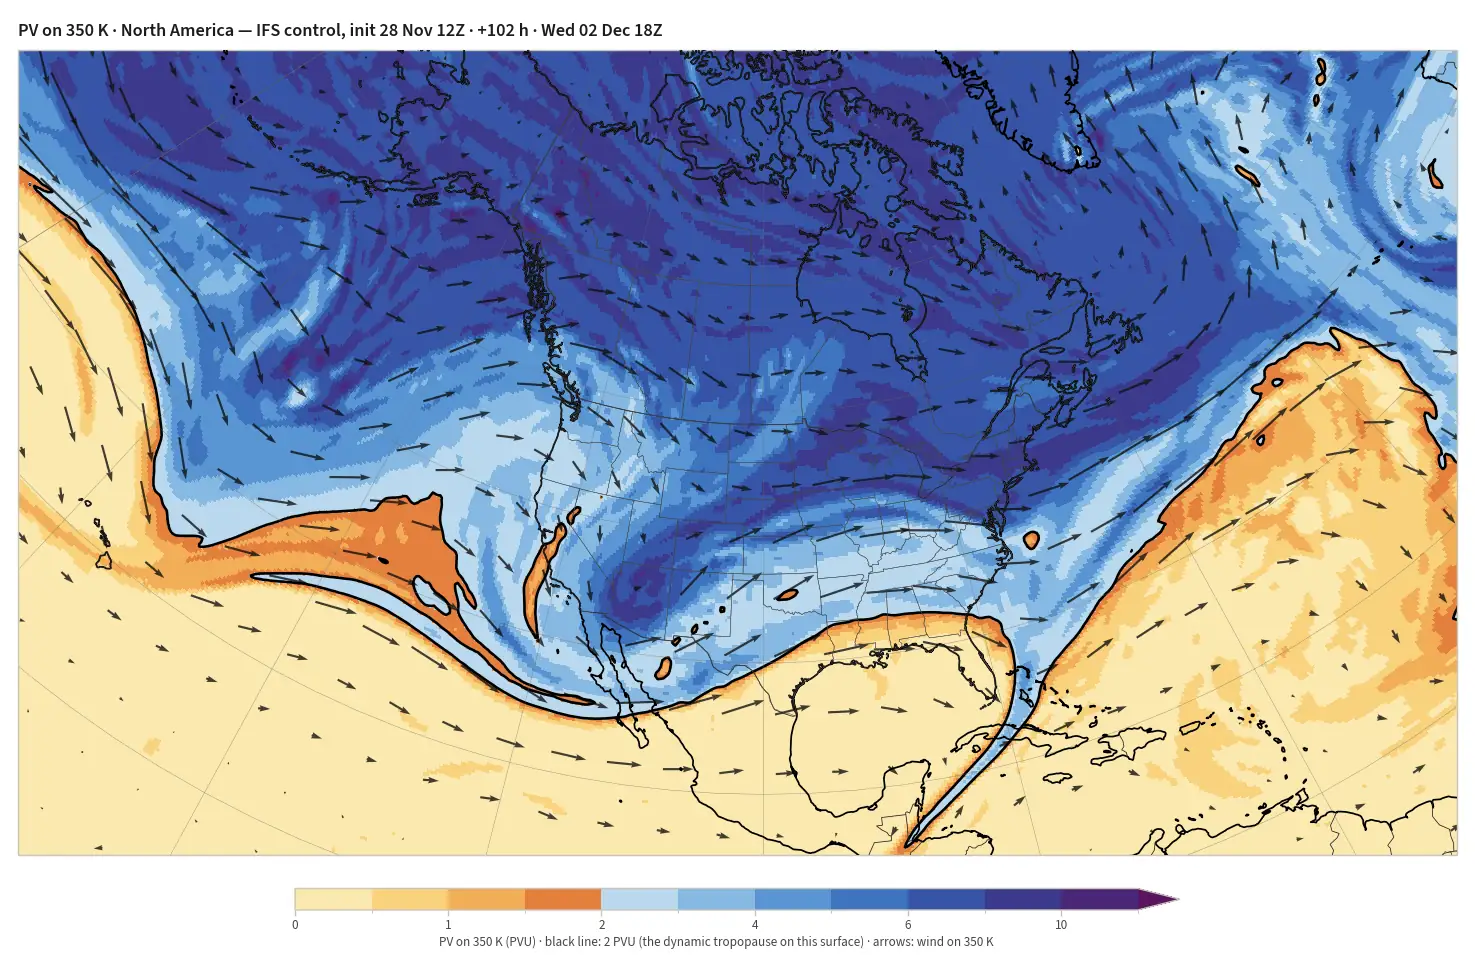 PV on 350 K · North America — IFS control, init 28 Nov 12Z · +102 h · Wed 02 Dec 18Z
0 1 2 4 6 10
PV on 350 K (PVU) · black line: 2 PVU (the dynamic tropopause on this surface) · arrows: wind on 350 K